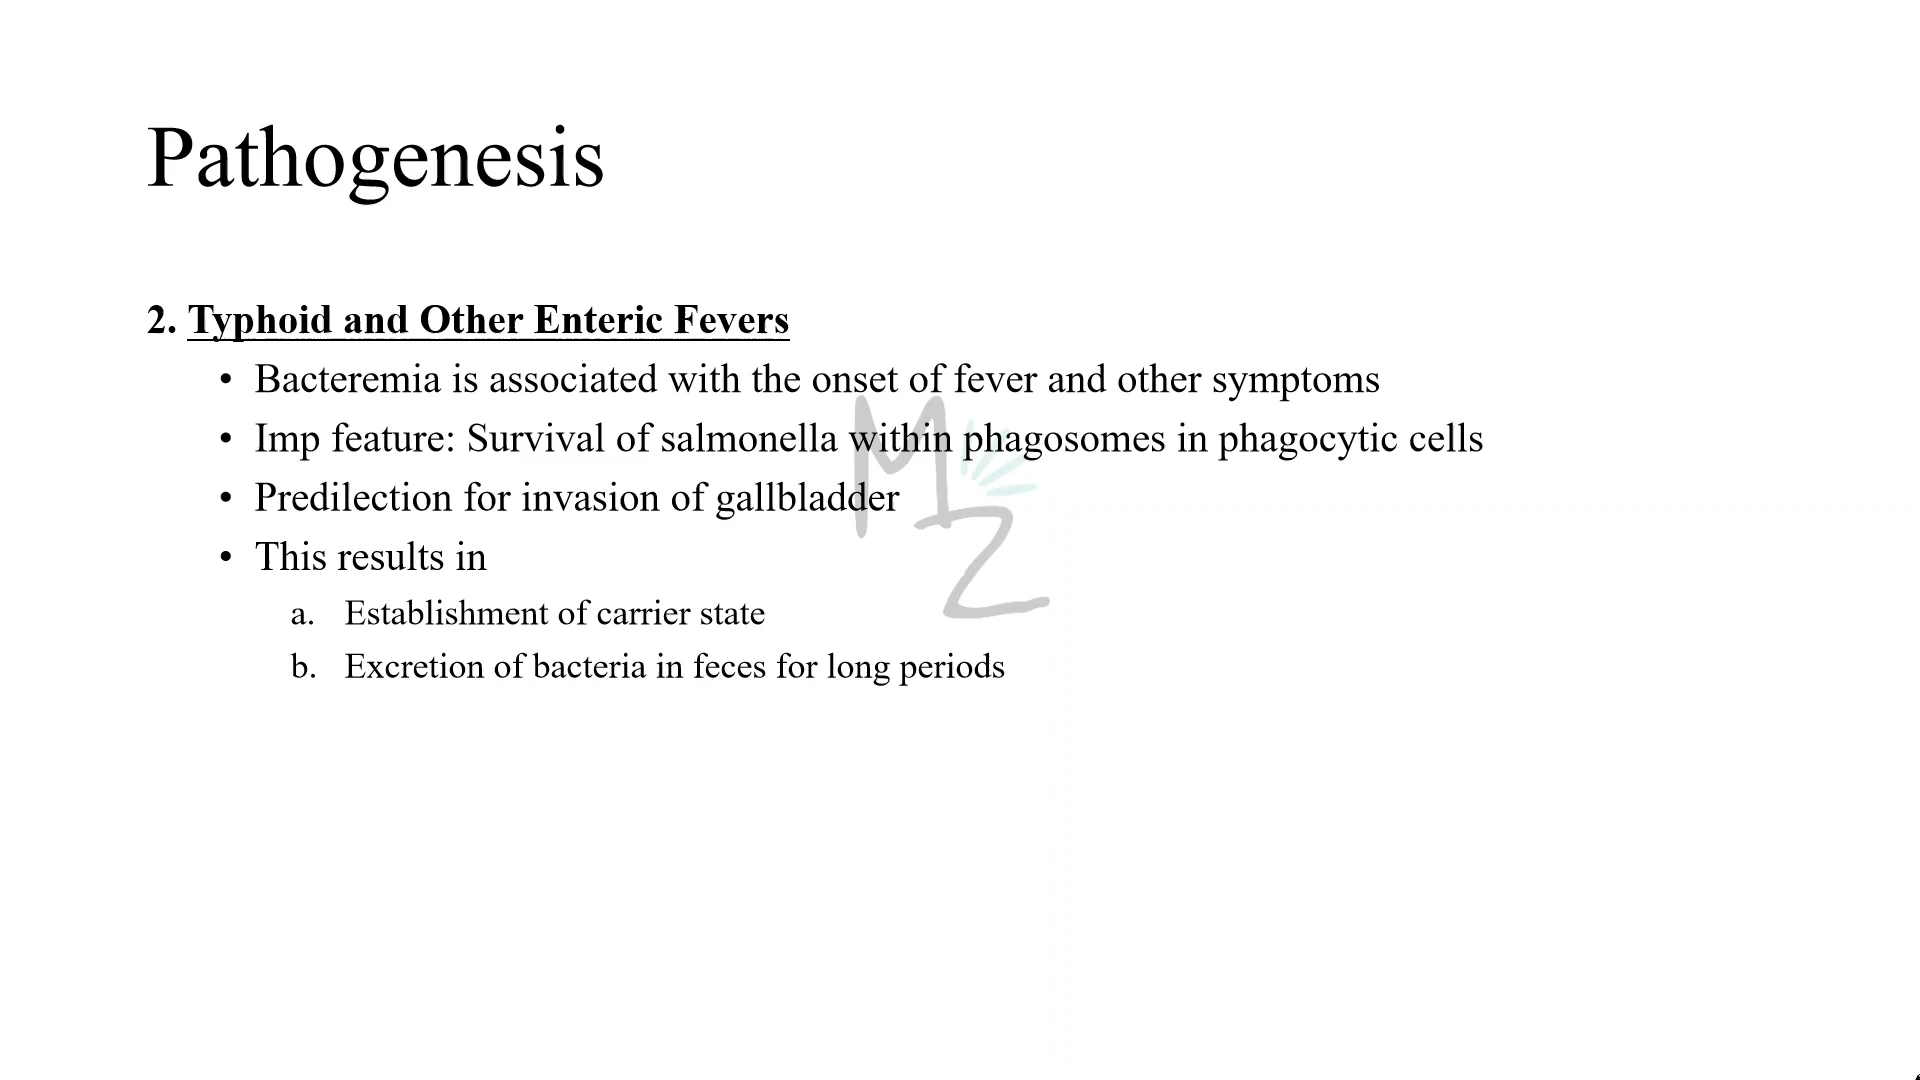 Pathogenesis
2. Typhoid and Other Enteric Fevers
• Bacteremia is associated with the onset of fever and other symptoms
• Imp feature: Survival of salmonella within phagosomes in phagocytic cells
• Predilection for invasion of gallbladder
• This results in
a. Establishment of carrier state
b. Excretion of bacteria in feces for long periods
MZ